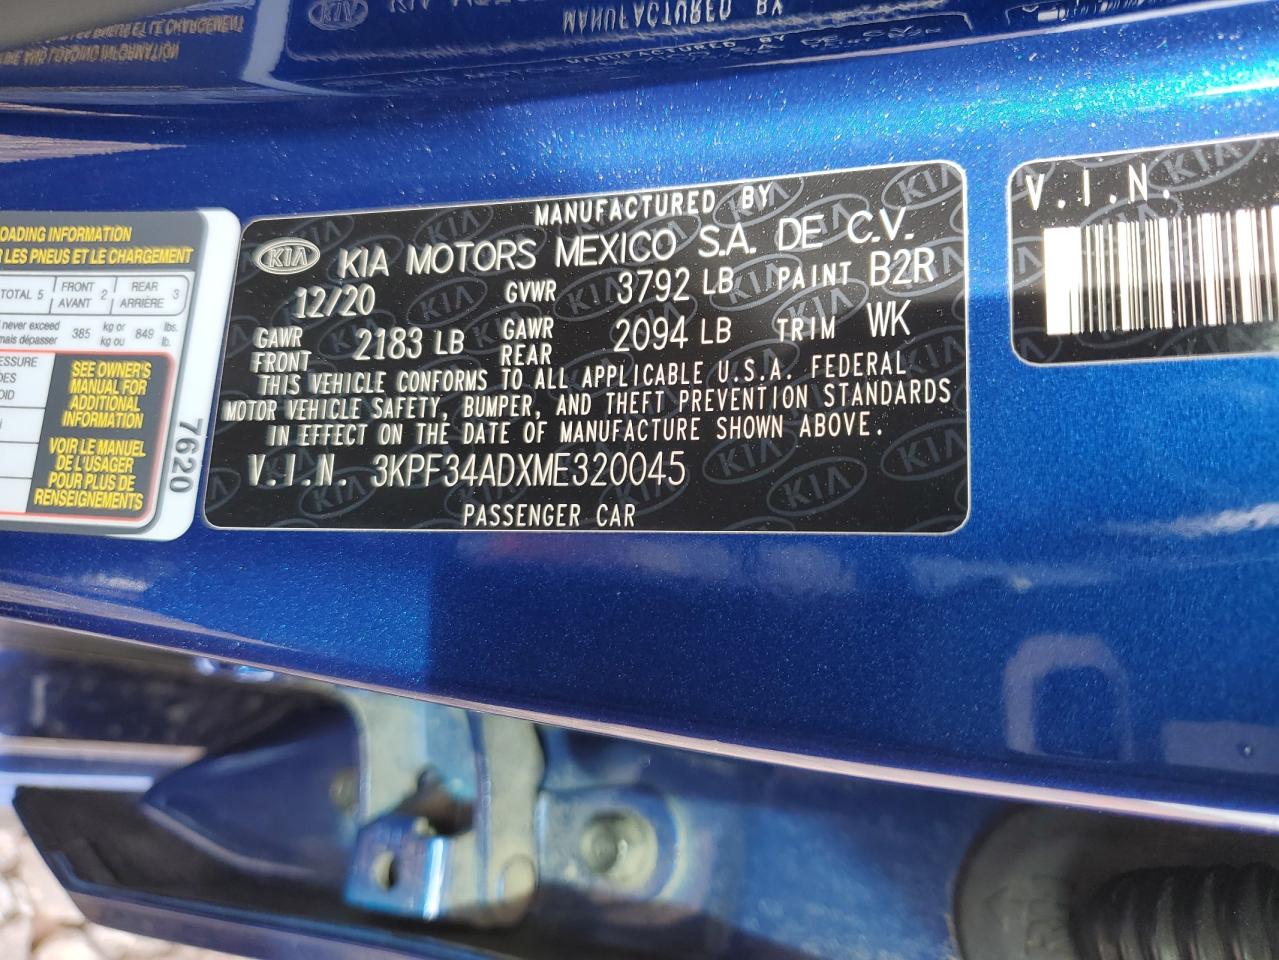 MANUFACTURED BY
KIA KIA MOTORS MEXICO S.A. DE C.V.
12/20 GVWR 3792 LB PAINT B2R
GAWR FRONT 2183 LB GAWR REAR 2094 LB TRIM WK
THIS VEHICLE CONFORMS TO ALL APPLICABLE U.S.A. FEDERAL
MOTOR VEHICLE SAFETY, BUMPER, AND THEFT PREVENTION STANDARDS
IN EFFECT ON THE DATE OF MANUFACTURE SHOWN ABOVE.
V.I.N. 3KPF34ADXME320045
PASSENGER CAR
V.I.N.
LOADING INFORMATION
LES PNEUS ET LE CHARGEMENT
TOTAL 5 FRONT AVANT 2 REAR ARRIÈRE 3
never exceed
dépasser 385 kg or kg ou 849 lbs. lb.
SEE OWNER'S
MANUAL FOR
ADDITIONAL
INFORMATION
VOIR LE MANUEL
DE L'USAGER
POUR PLUS DE
RENSEIGNEMENTS
7620